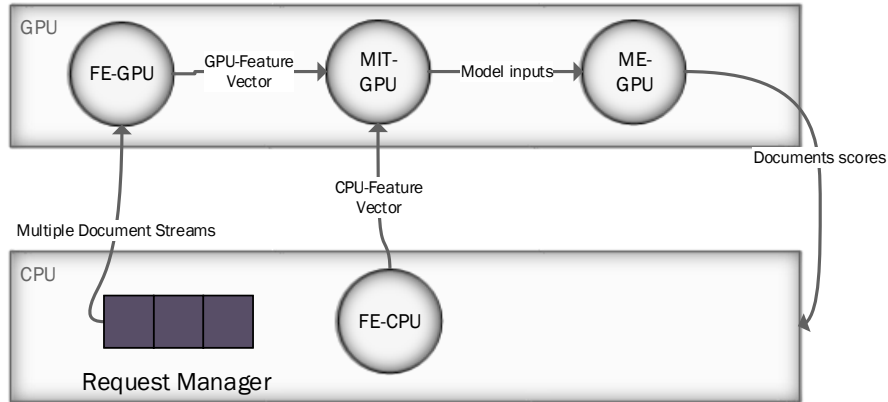 GPU
FE-GPU
GPU-Feature
Vector
MIT-
GPU
Model inputs
ME-
GPU
Documents scores
CPU-Feature
Vector
Multiple Document Streams
CPU
FE-CPU
Request Manager